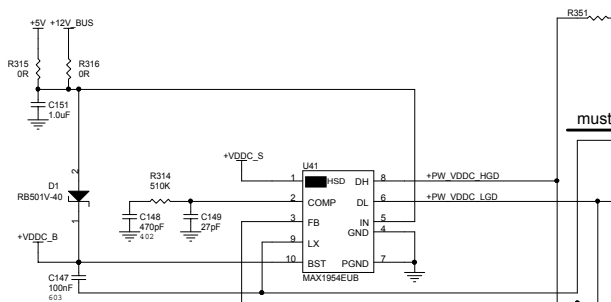 R351
+5V
+12V_BUS
R315
0R
R316
0R
C151
1.0uF
must
+VDDC_S
U41
1
HSD
DH
8
+PW_VDDC_HGD
2
D1
RB501V-40
1
R314
510K
2
COMP
DL
6
+PW_VDDC_LGD
C148
470pF
402
C149
27pF
3
FB
IN
5
GND
4
9
LX
+VDDC_B
10
BST
PGND
7
MAX1954EUB
C147
100nF
603